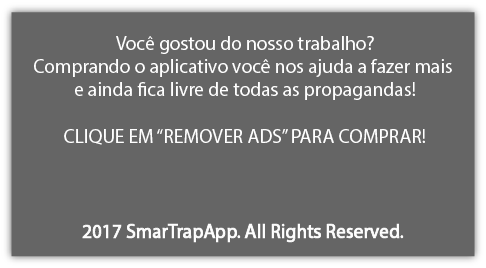 Você gostou do nosso trabalho?
Comprando o aplicativo você nos ajuda a fazer mais
e ainda fica livre de todas as propagandas!
CLIQUE EM “REMOVER ADS” PARA COMPRAR!
2017 SmarTrapApp. All Rights Reserved.